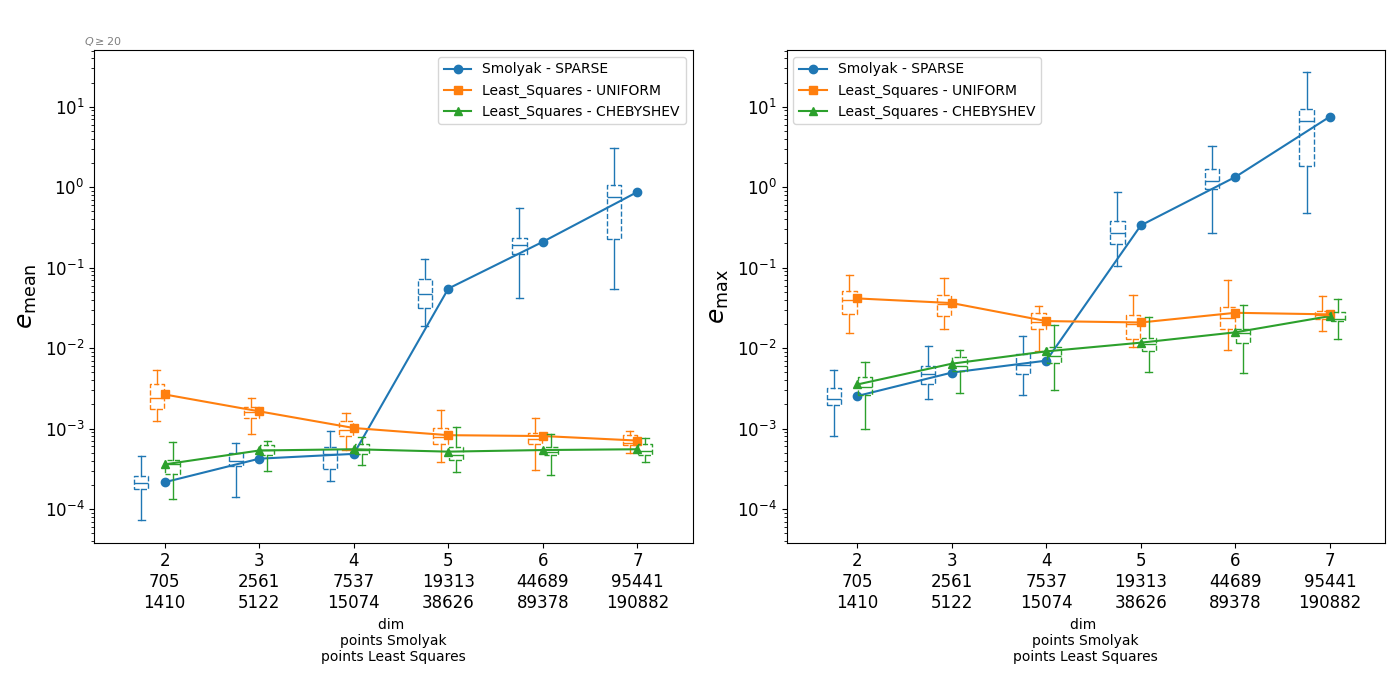 Q ≥ 20
Smolyak - SPARSE
Least_Squares - UNIFORM
Least_Squares - CHEBYSHEV
10^1
10^0
10^-1
10^-2
10^-3
10^-4
e_mean
2 3 4 5 6 7
705 2561 7537 19313 44689 95441
1410 5122 15074 38626 89378 190882
dim
points Smolyak
points Least Squares
Smolyak - SPARSE
Least_Squares - UNIFORM
Least_Squares - CHEBYSHEV
10^1
10^0
10^-1
10^-2
10^-3
10^-4
e_max
2 3 4 5 6 7
705 2561 7537 19313 44689 95441
1410 5122 15074 38626 89378 190882
dim
points Smolyak
points Least Squares